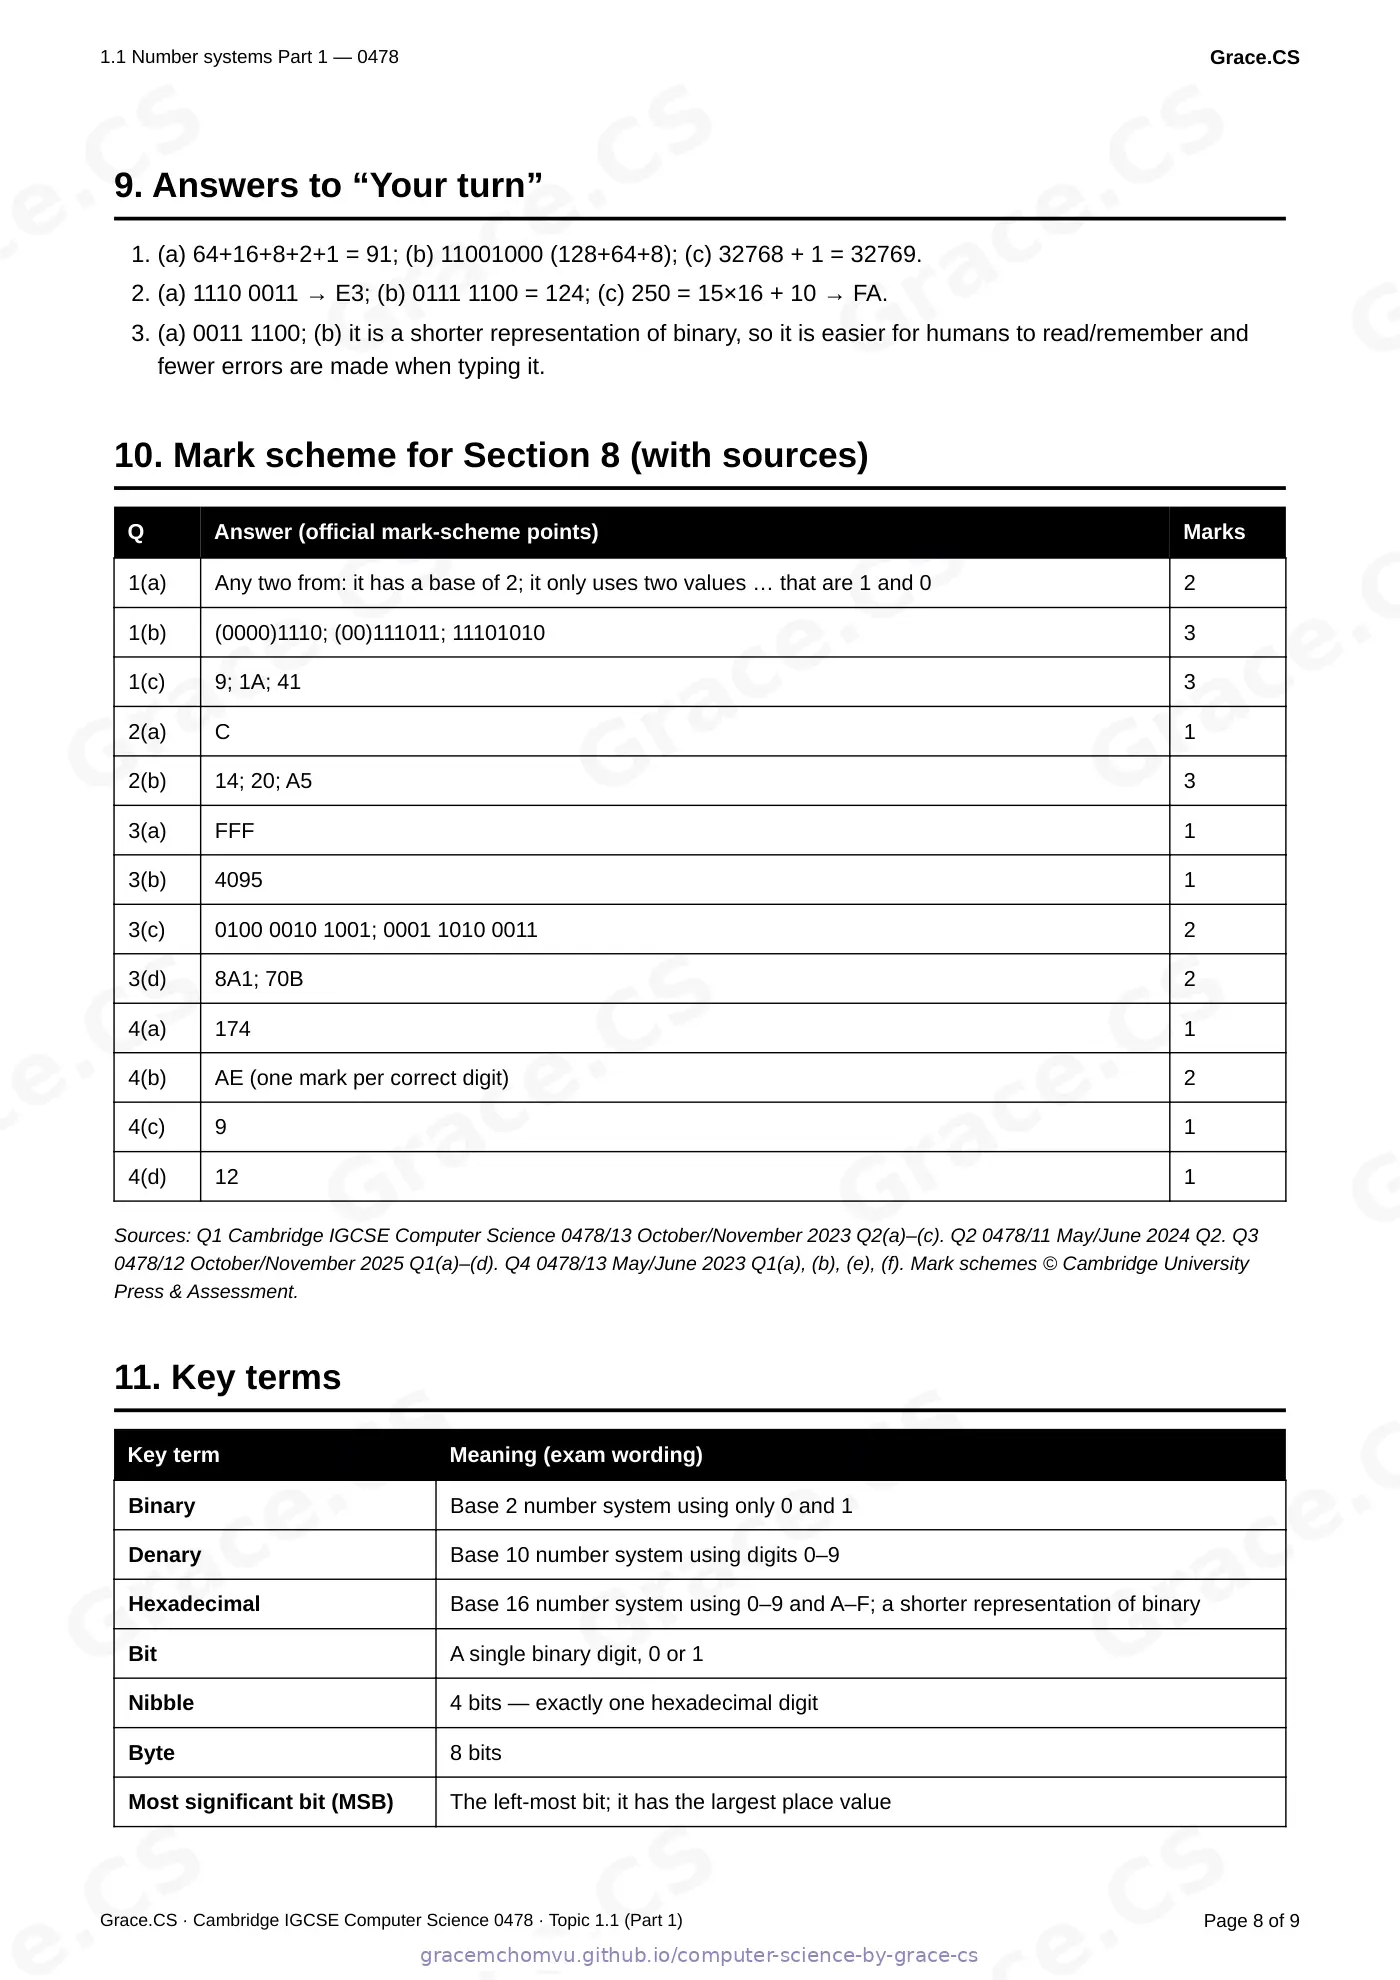 1.1 Number systems Part 1 — 0478
Grace.CS
9. Answers to “Your turn”
1. (a) 64+16+8+2+1 = 91; (b) 11001000 (128+64+8); (c) 32768 + 1 = 32769.
2. (a) 1110 0011 → E3; (b) 0111 1100 = 124; (c) 250 = 15×16 + 10 → FA.
3. (a) 0011 1100; (b) it is a shorter representation of binary, so it is easier for humans to read/remember and
fewer errors are made when typing it.
10. Mark scheme for Section 8 (with sources)
Q Answer (official mark-scheme points) Marks
1(a) Any two from: it has a base of 2; it only uses two values … that are 1 and 0 2
1(b) (0000)1110; (00)111011; 11101010 3
1(c) 9; 1A; 41 3
2(a) C 1
2(b) 14; 20; A5 3
3(a) FFF 1
3(b) 4095 1
3(c) 0100 0010 1001; 0001 1010 0011 2
3(d) 8A1; 70B 2
4(a) 174 1
4(b) AE (one mark per correct digit) 2
4(c) 9 1
4(d) 12 1
Sources: Q1 Cambridge IGCSE Computer Science 0478/13 October/November 2023 Q2(a)–(c). Q2 0478/11 May/June 2024 Q2. Q3
0478/12 October/November 2025 Q1(a)–(d). Q4 0478/13 May/June 2023 Q1(a), (b), (e), (f). Mark schemes © Cambridge University
Press & Assessment.
11. Key terms
Key term Meaning (exam wording)
Binary Base 2 number system using only 0 and 1
Denary Base 10 number system using digits 0–9
Hexadecimal Base 16 number system using 0–9 and A–F; a shorter representation of binary
Bit A single binary digit, 0 or 1
Nibble 4 bits — exactly one hexadecimal digit
Byte 8 bits
Most significant bit (MSB) The left-most bit; it has the largest place value
Grace.CS · Cambridge IGCSE Computer Science 0478 · Topic 1.1 (Part 1)
Page 8 of 9
gracemchomvu.github.io/computer-science-by-grace-cs